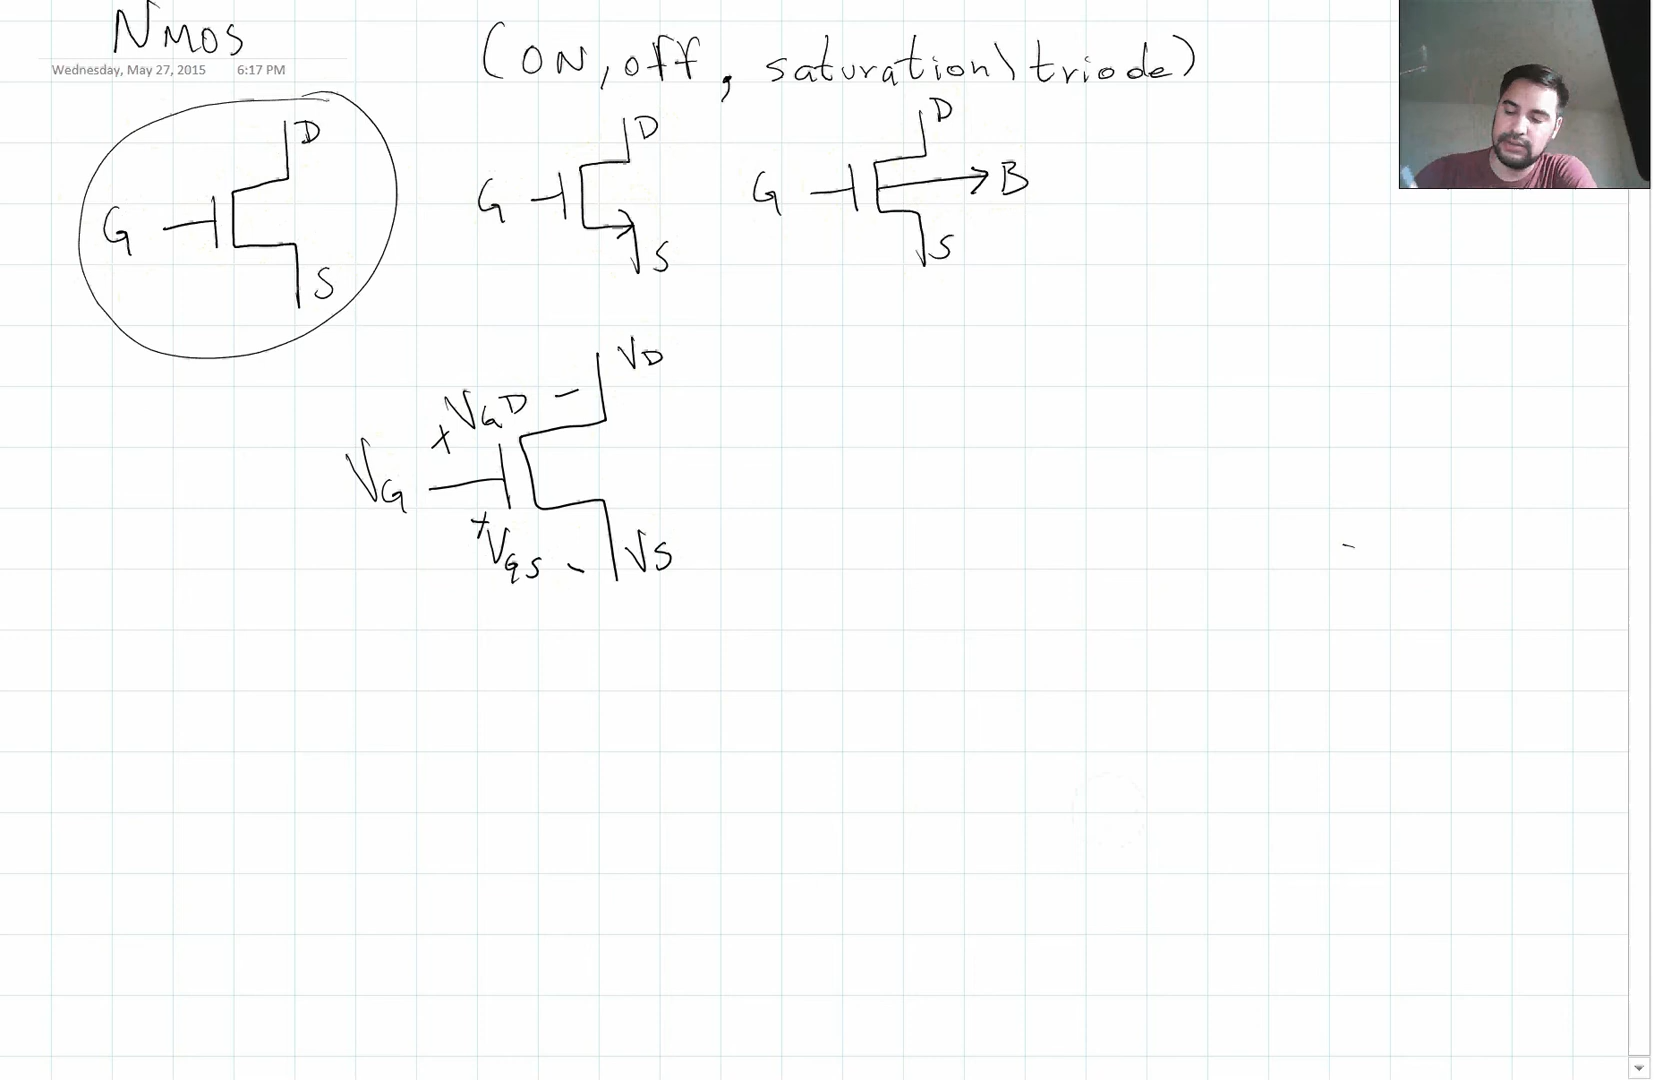 NMOS
(ON, off, saturation\triode)
Wednesday, May 27, 2015 6:17 PM
D
G
S
D
G
S
D
G
B
S
VD
+VGD -
VG
+VGS -
VS